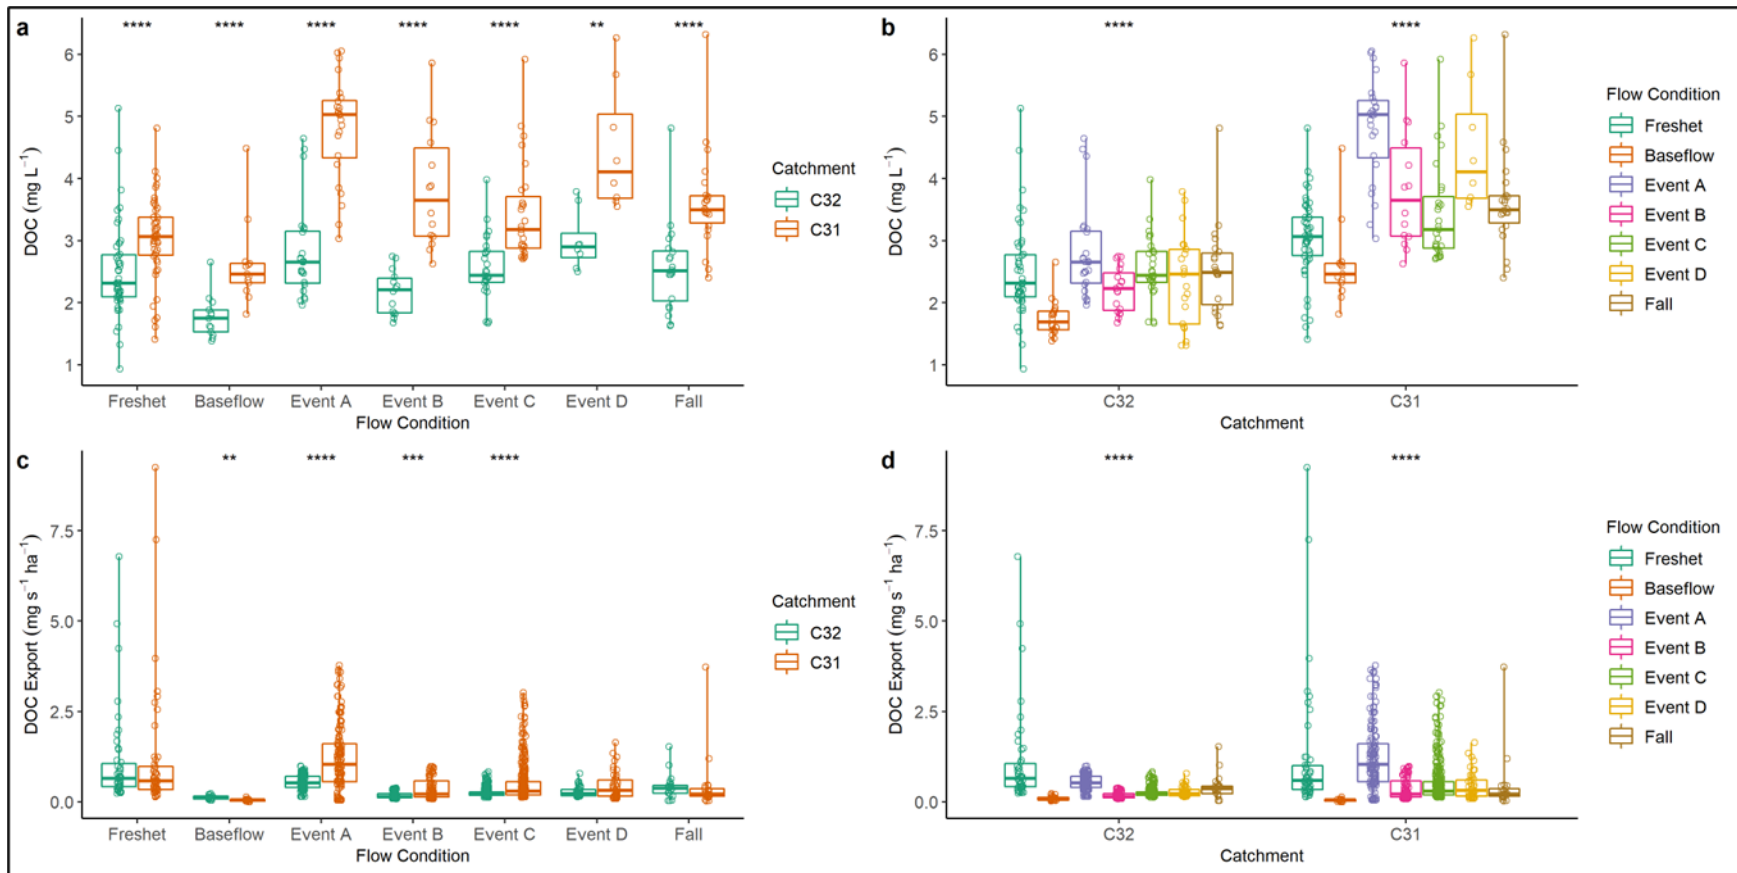 a
**** **** **** **** **** ** ****
6
5
4
3
2
1
DOC (mg L⁻¹)
Freshet Baseflow Event A Event B Event C Event D Fall
Flow Condition
Catchment
C32
C31
b
**** ****
6
5
4
3
2
1
DOC (mg L⁻¹)
C32 C31
Catchment
Flow Condition
Freshet
Baseflow
Event A
Event B
Event C
Event D
Fall
c
** **** *** ****
7.5
5.0
2.5
0.0
DOC Export (mg s⁻¹ ha⁻¹)
Freshet Baseflow Event A Event B Event C Event D Fall
Flow Condition
Catchment
C32
C31
d
**** ****
7.5
5.0
2.5
0.0
DOC Export (mg s⁻¹ ha⁻¹)
C32 C31
Catchment
Flow Condition
Freshet
Baseflow
Event A
Event B
Event C
Event D
Fall